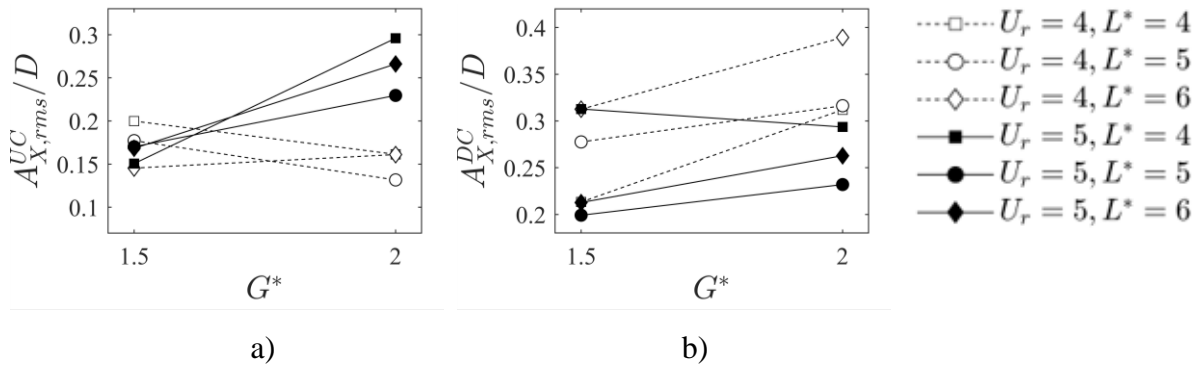 0.3
0.25
0.2
0.15
0.1
A^{UC}_{X,rms}/D
1.5
2
G*
a)
0.4
0.35
0.3
0.25
0.2
A^{DC}_{X,rms}/D
1.5
2
G*
b)
U_r = 4, L* = 4
U_r = 4, L* = 5
U_r = 4, L* = 6
U_r = 5, L* = 4
U_r = 5, L* = 5
U_r = 5, L* = 6